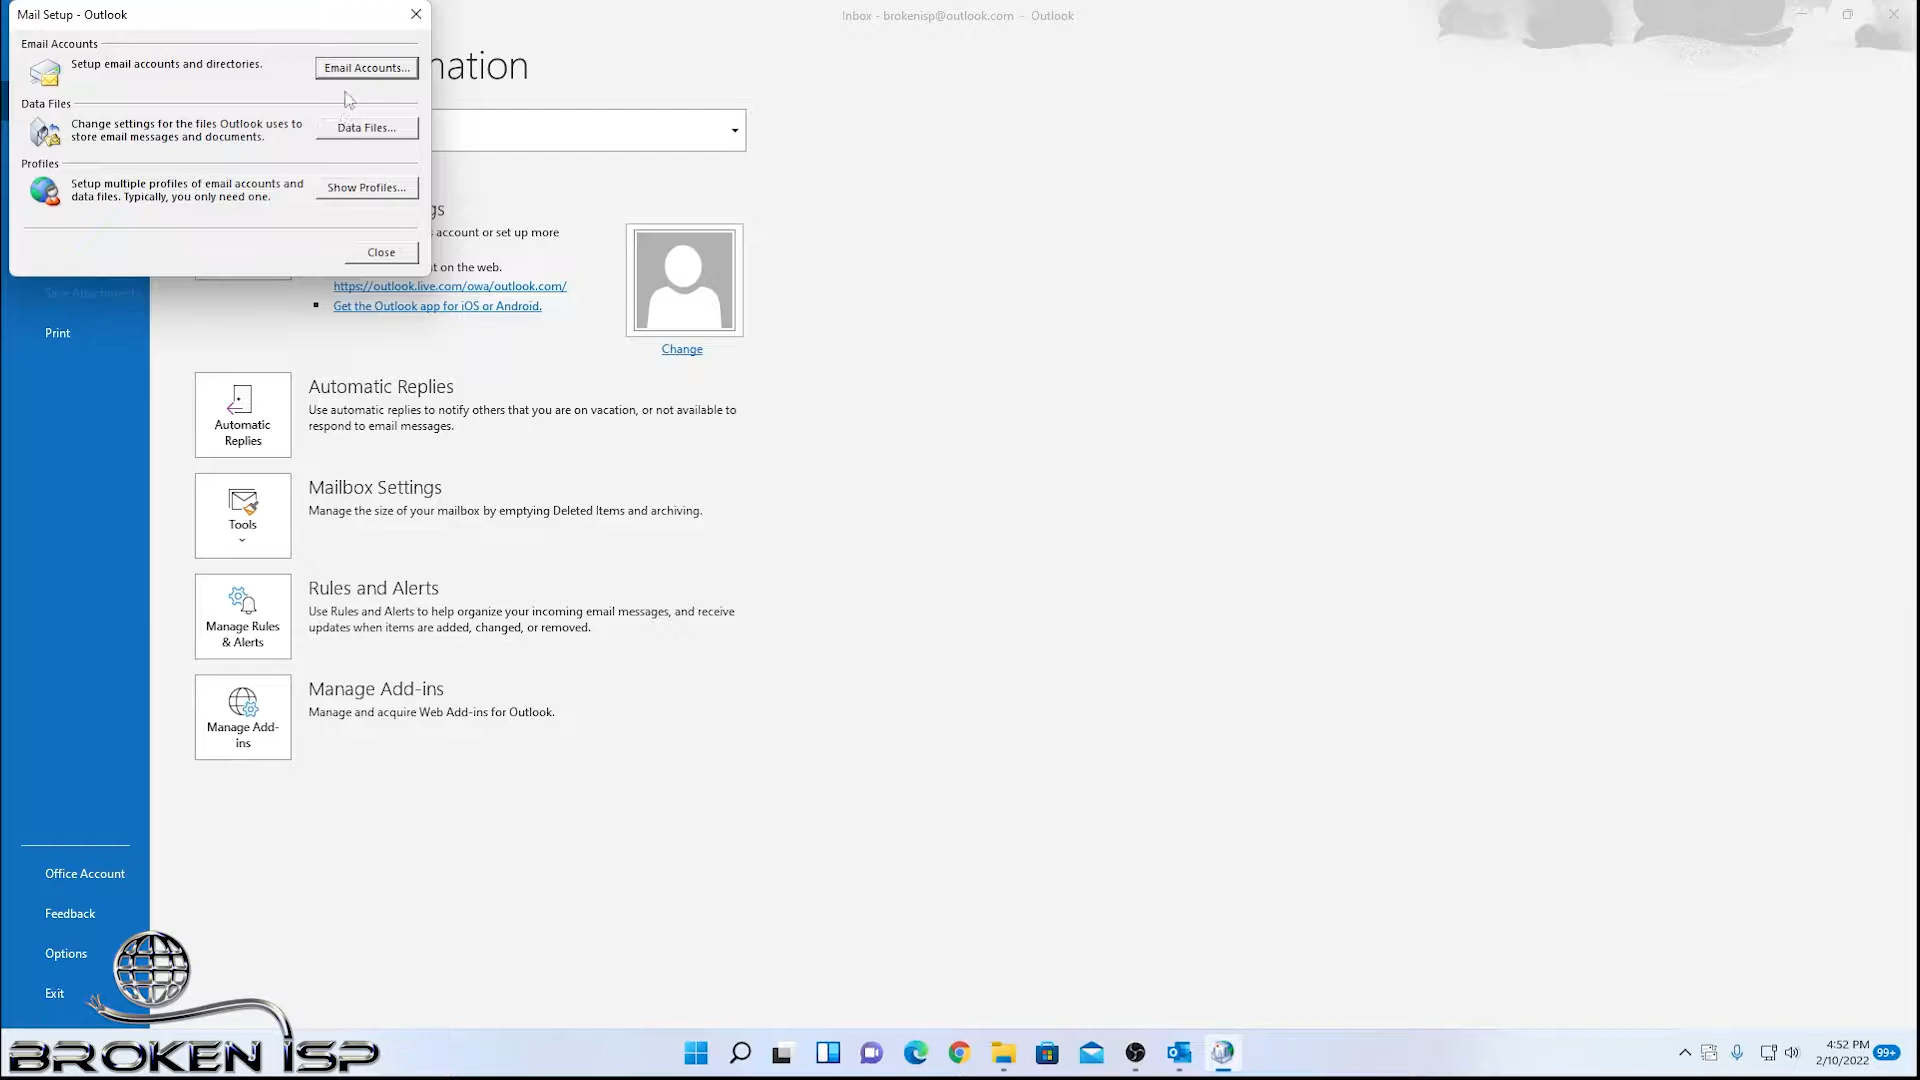 Mail Setup - Outlook
Inbox - brokenisp@outlook.com - Outlook
Email Accounts
Setup email accounts and directories.
Email Accounts...
Data Files
Change settings for the files Outlook uses to
store email messages and documents.
Data Files...
Profiles
Setup multiple profiles of email accounts and
data files. Typically, you only need one.
Show Profiles...
Close
mation
gs
account or set up more
t on the web.
https://outlook.live.com/owa/outlook.com/
Get the Outlook app for iOS or Android.
Change
Save Attachments
Print
Automatic
Replies
Automatic Replies
Use automatic replies to notify others that you are on vacation, or not available to
respond to email messages.
Tools
Mailbox Settings
Manage the size of your mailbox by emptying Deleted Items and archiving.
Manage Rules
& Alerts
Rules and Alerts
Use Rules and Alerts to help organize your incoming email messages, and receive
updates when items are added, changed, or removed.
Manage Add-
ins
Manage Add-ins
Manage and acquire Web Add-ins for Outlook.
Office Account
Feedback
Options
Exit
BROKEN ISP
4:52 PM
2/10/2022
99+